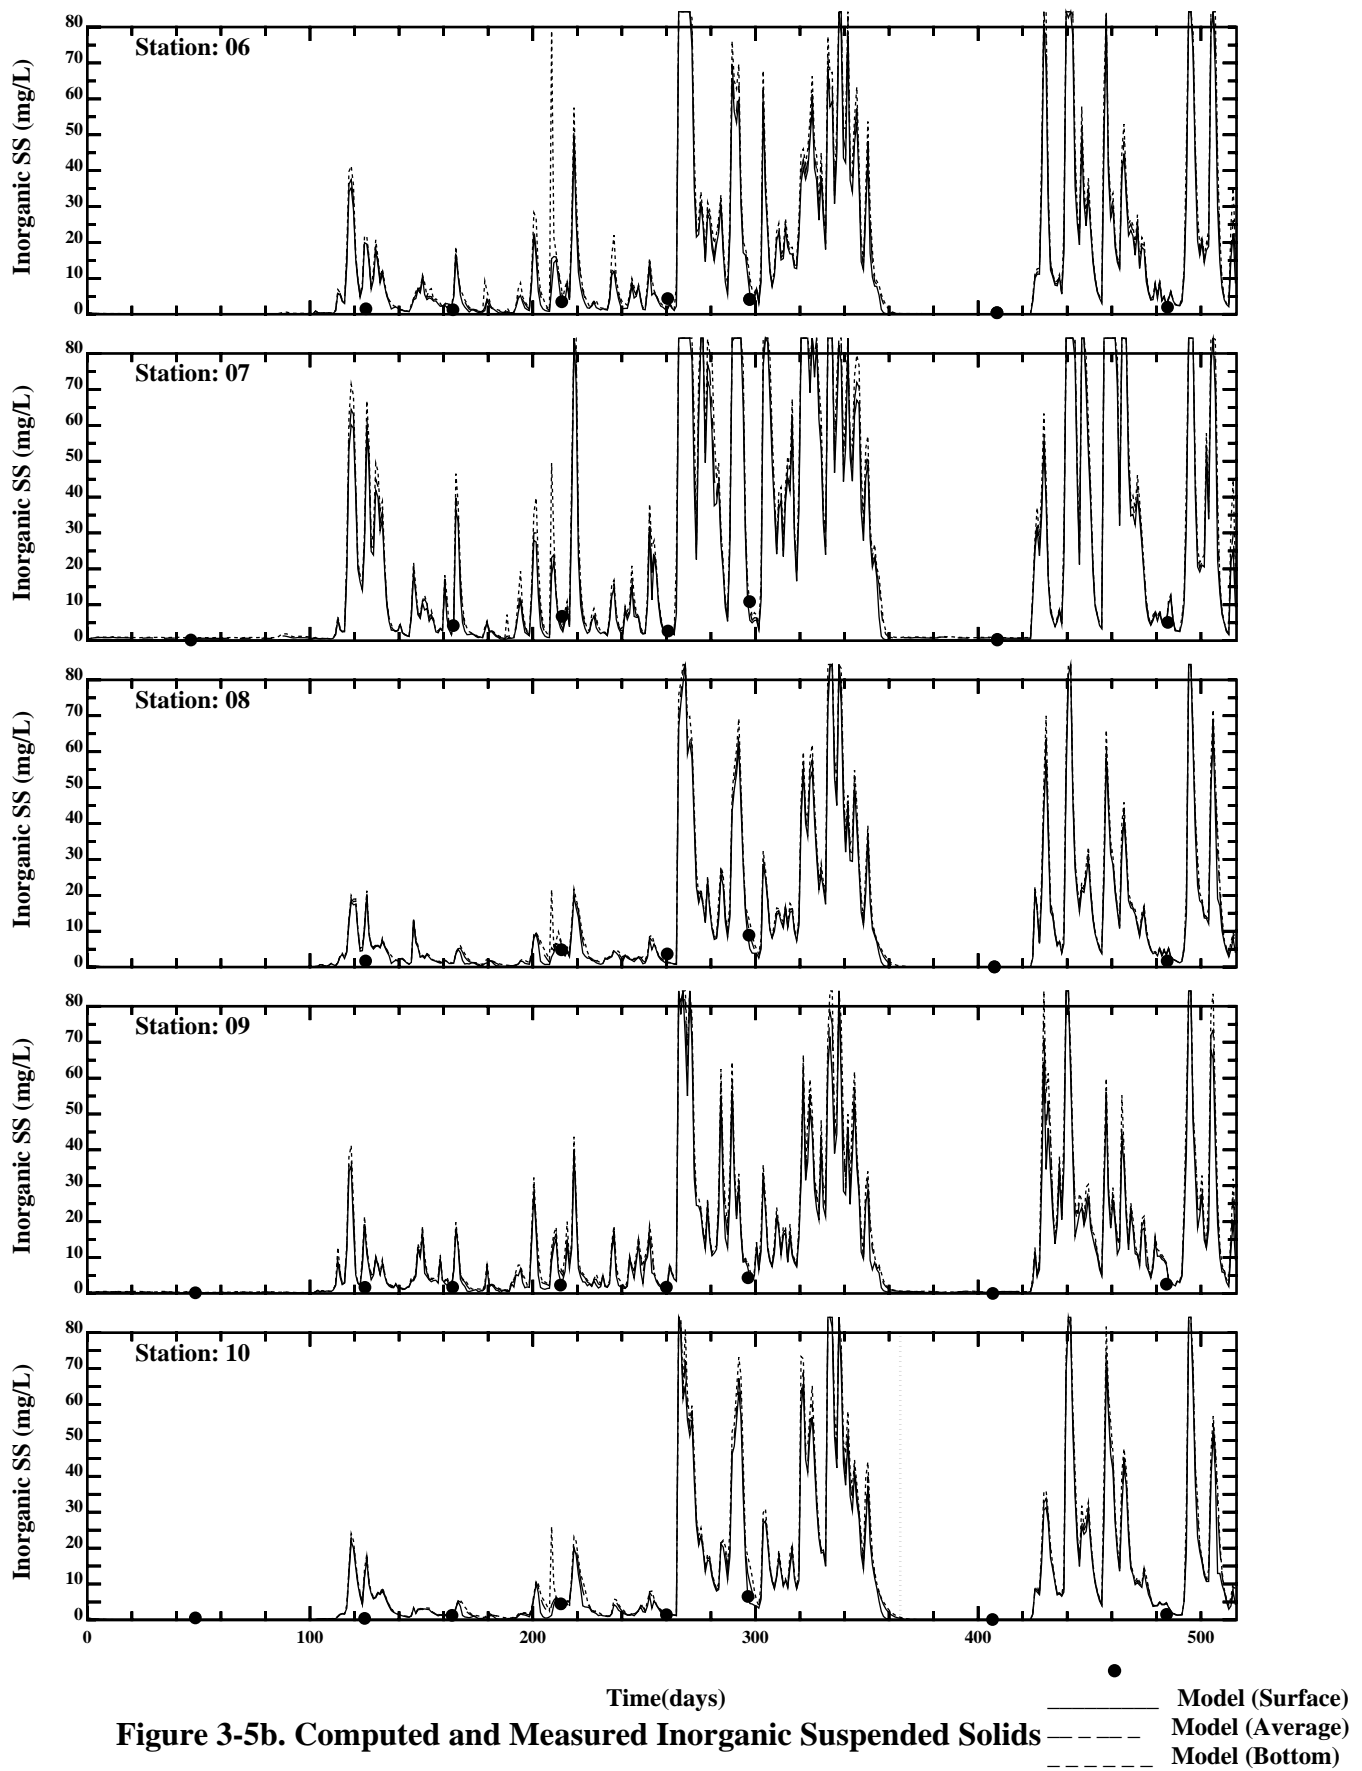 80
70
60
50
40
30
20
10
0
Inorganic SS (mg/L)
Station: 06
80
70
60
50
40
30
20
10
0
Inorganic SS (mg/L)
Station: 07
80
70
60
50
40
30
20
10
0
Inorganic SS (mg/L)
Station: 08
80
70
60
50
40
30
20
10
0
Inorganic SS (mg/L)
Station: 09
80
70
60
50
40
30
20
10
0
Inorganic SS (mg/L)
Station: 10
0 100 200 300 400 500
Time(days)
Figure 3-5b. Computed and Measured Inorganic Suspended Solids
Model (Surface)
Model (Average)
Model (Bottom)